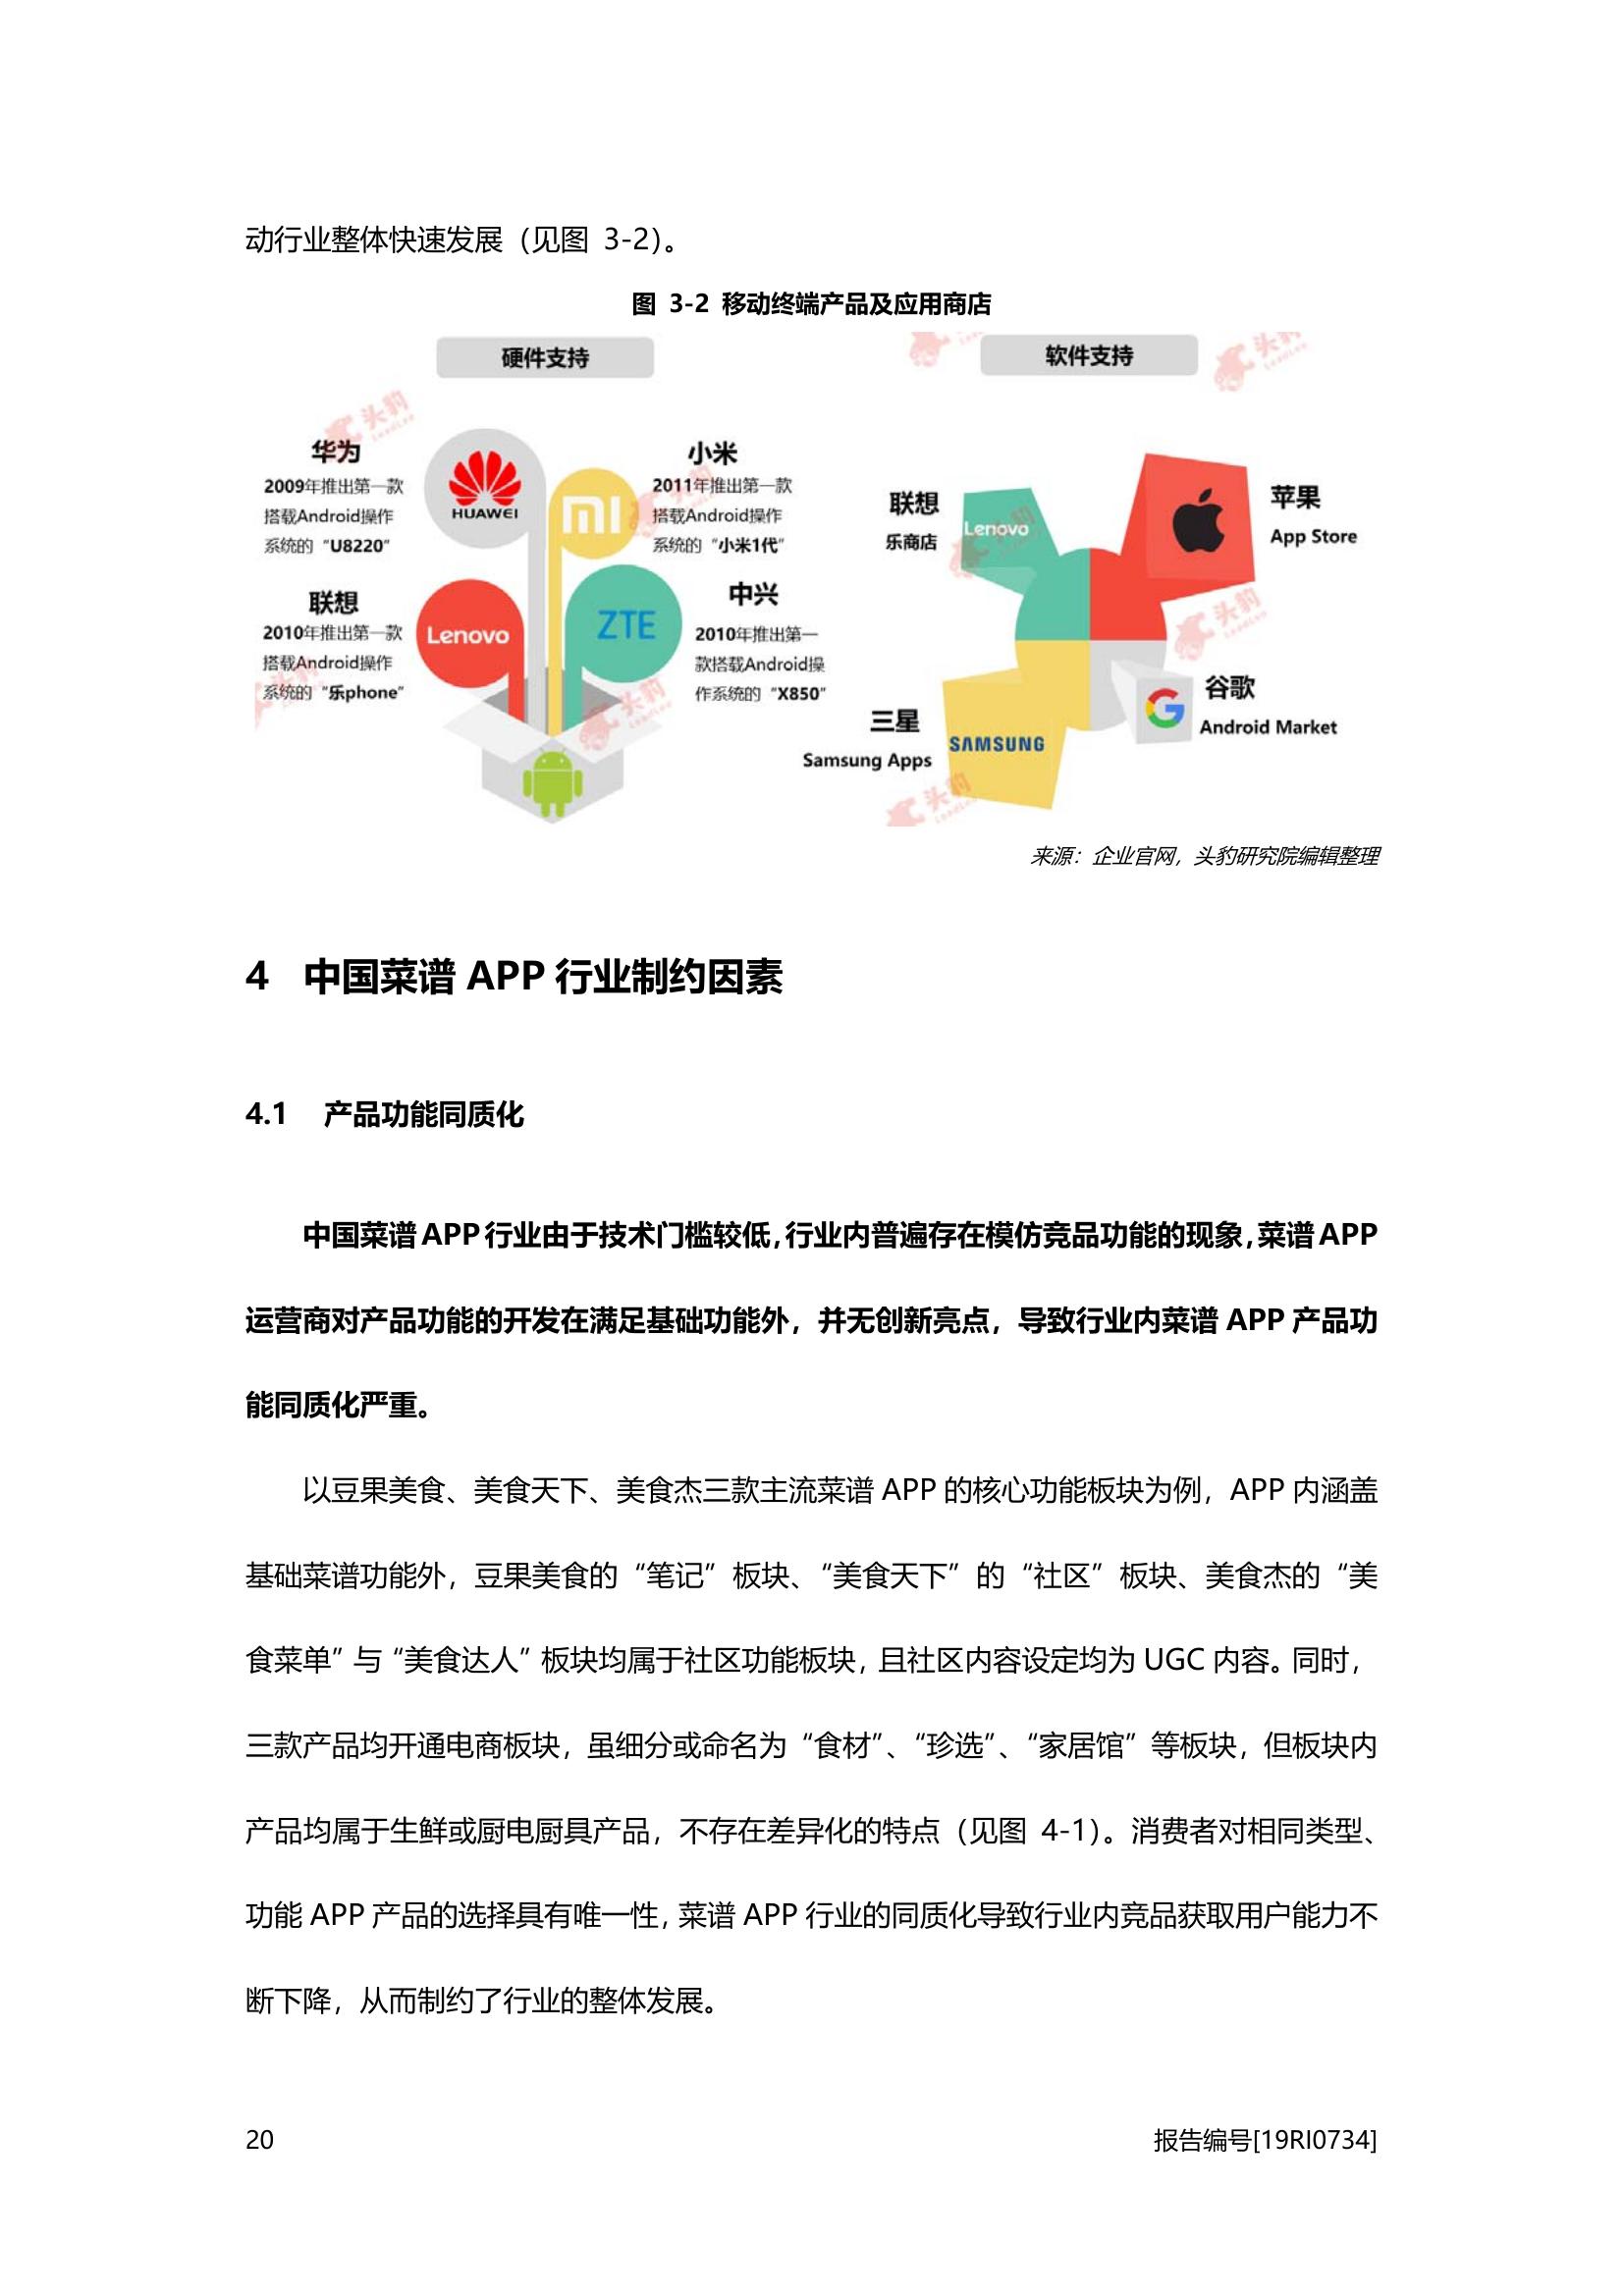 动行业整体快速发展（见图 3-2）。
图 3-2 移动终端产品及应用商店
硬件支持
华为
2009年推出第一款
搭载Android操作
系统的“U8220”
HUAWEI
小米
2011年推出第一款
搭载Android操作
系统的“小米1代”
联想
2010年推出第一款
搭载Android操作
系统的“乐phone”
Lenovo
ZTE
中兴
2010年推出第一
款搭载Android操
作系统的“X850”
软件支持
联想
乐商店
Lenovo
苹果
App Store
三星
Samsung Apps
SAMSUNG
谷歌
Android Market
头豹
LeadLeo
来源：企业官网，头豹研究院编辑整理
4 中国菜谱 APP 行业制约因素
4.1 产品功能同质化
中国菜谱 APP 行业由于技术门槛较低，行业内普遍存在模仿竞品功能的现象，菜谱 APP
运营商对产品功能的开发在满足基础功能外，并无创新亮点，导致行业内菜谱 APP 产品功
能同质化严重。
以豆果美食、美食天下、美食杰三款主流菜谱 APP 的核心功能板块为例，APP 内涵盖
基础菜谱功能外，豆果美食的“笔记”板块、“美食天下”的“社区”板块、美食杰的“美
食菜单”与“美食达人”板块均属于社区功能板块，且社区内容设定均为 UGC 内容。同时，
三款产品均开通电商板块，虽细分或命名为“食材”、“珍选”、“家居馆”等板块，但板块内
产品均属于生鲜或厨电厨具产品，不存在差异化的特点（见图 4-1）。消费者对相同类型、
功能 APP 产品的选择具有唯一性，菜谱 APP 行业的同质化导致行业内竞品获取用户能力不
断下降，从而制约了行业的整体发展。
20
报告编号[19RI0734]